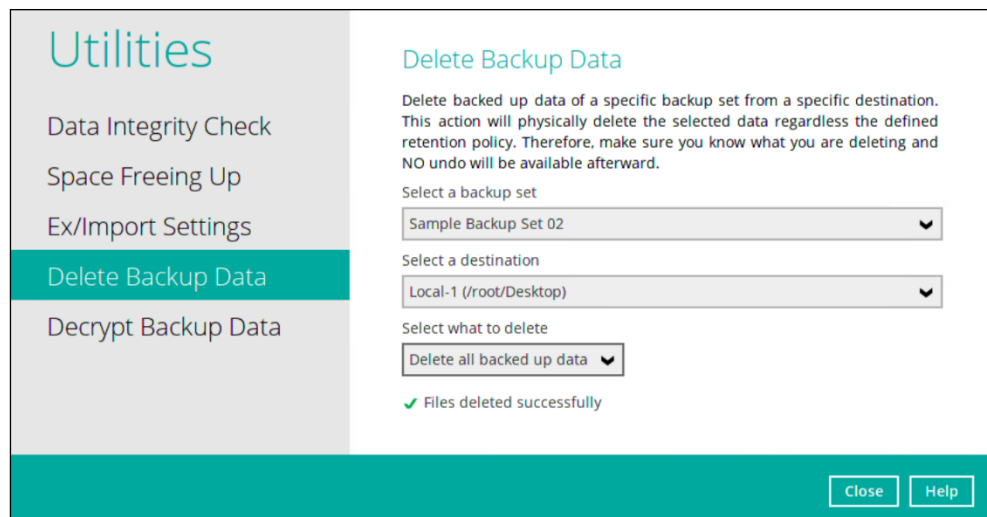 Utilities
Data Integrity Check
Space Freeing Up
Ex/Import Settings
Delete Backup Data
Decrypt Backup Data
Delete Backup Data
Delete backed up data of a specific backup set from a specific destination.
This action will physically delete the selected data regardless the defined
retention policy. Therefore, make sure you know what you are deleting and
NO undo will be available afterward.
Select a backup set
Sample Backup Set 02
Select a destination
Local-1 (/root/Desktop)
Select what to delete
Delete all backed up data
Files deleted successfully
Close
Help